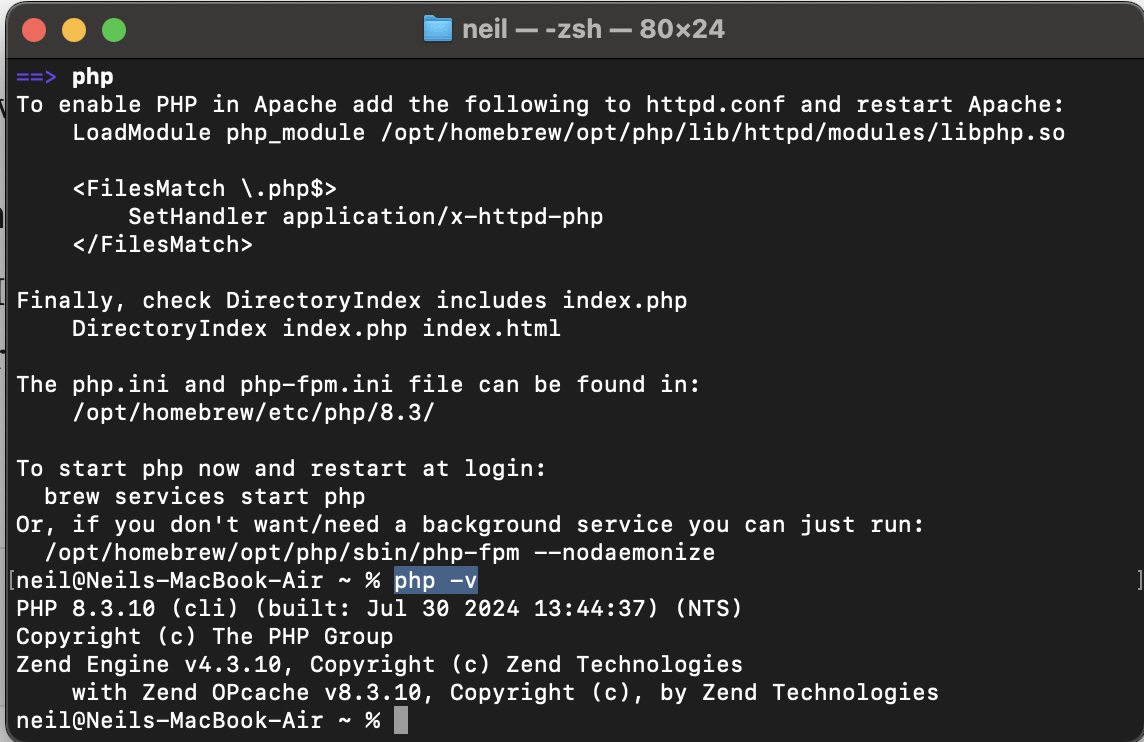 neil — -zsh — 80×24
==> php
To enable PHP in Apache add the following to httpd.conf and restart Apache:
    LoadModule php_module /opt/homebrew/opt/php/lib/httpd/modules/libphp.so

    <FilesMatch \.php$>
        SetHandler application/x-httpd-php
    </FilesMatch>

Finally, check DirectoryIndex includes index.php
    DirectoryIndex index.php index.html

The php.ini and php-fpm.ini file can be found in:
    /opt/homebrew/etc/php/8.3/

To start php now and restart at login:
  brew services start php
Or, if you don't want/need a background service you can just run:
  /opt/homebrew/opt/php/sbin/php-fpm --nodaemonize
[neil@Neils-MacBook-Air ~ % php -v ]
PHP 8.3.10 (cli) (built: Jul 30 2024 13:44:37) (NTS)
Copyright (c) The PHP Group
Zend Engine v4.3.10, Copyright (c) Zend Technologies
    with Zend OPcache v8.3.10, Copyright (c), by Zend Technologies
neil@Neils-MacBook-Air ~ %